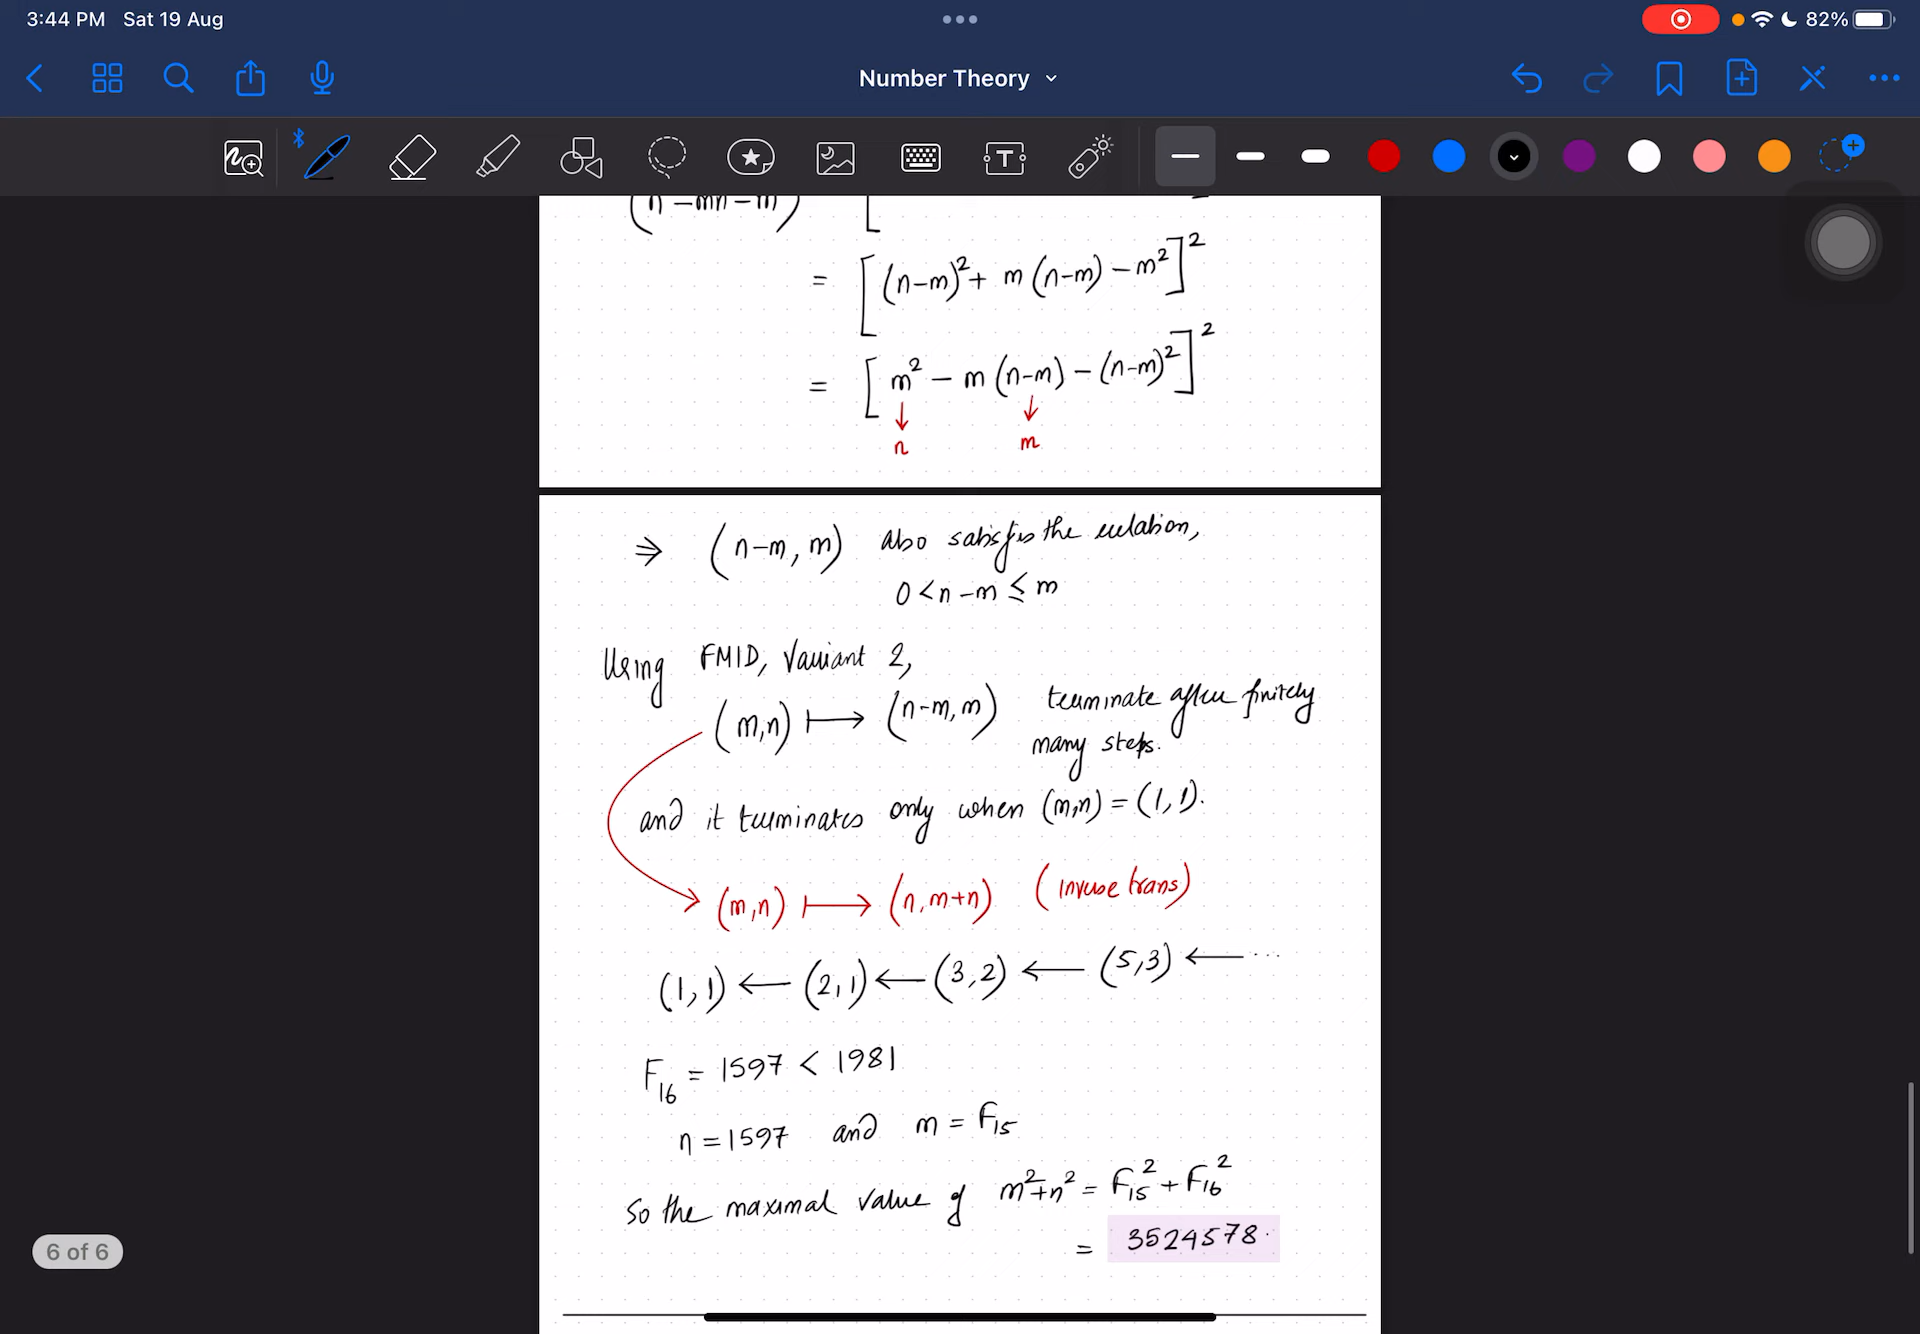 3:44 PM Sat 19 Aug
82%
Number Theory
T
(n² − mn − m²)
= [(n−m)² + m(n−m) − m²]²
= [m² − m(n−m) − (n−m)²]²
↓ ↓
n m
⇒ (n−m, m) also satisfies the relation,
0 < n−m ≤ m
Using FMID, Variant 2,
(m,n) ⟼ (n−m, m) terminate after finitely
many steps.
and it terminates only when (m,n) = (1,1).
(m,n) ⟼ (n, m+n) (inverse trans)
(1,1) ← (2,1) ← (3,2) ← (5,3) ← ...
F₁₆ = 1597 < 1981
n = 1597 and m = F₁₅
So the maximal value of m²+n² = F₁₅² + F₁₆²
= 3524578.
6 of 6